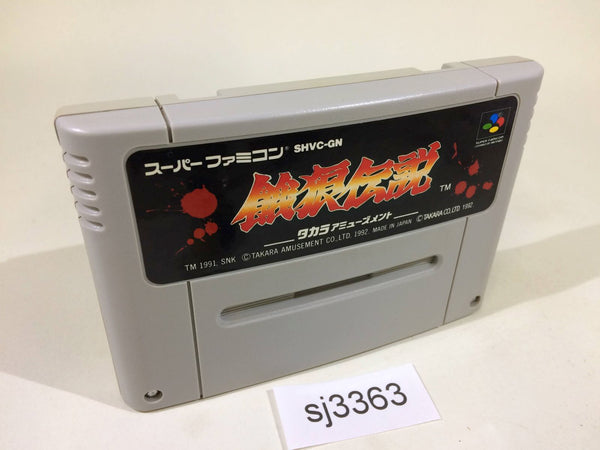 スーパーファミコン® SHVC-GN
餓狼伝説™
タカラアミューズメント
TM 1991, SNK ©TAKARA AMUSEMENT CO., LTD. 1992. MADE IN JAPAN ©TAKARA CO., LTD. 1992
sj3363